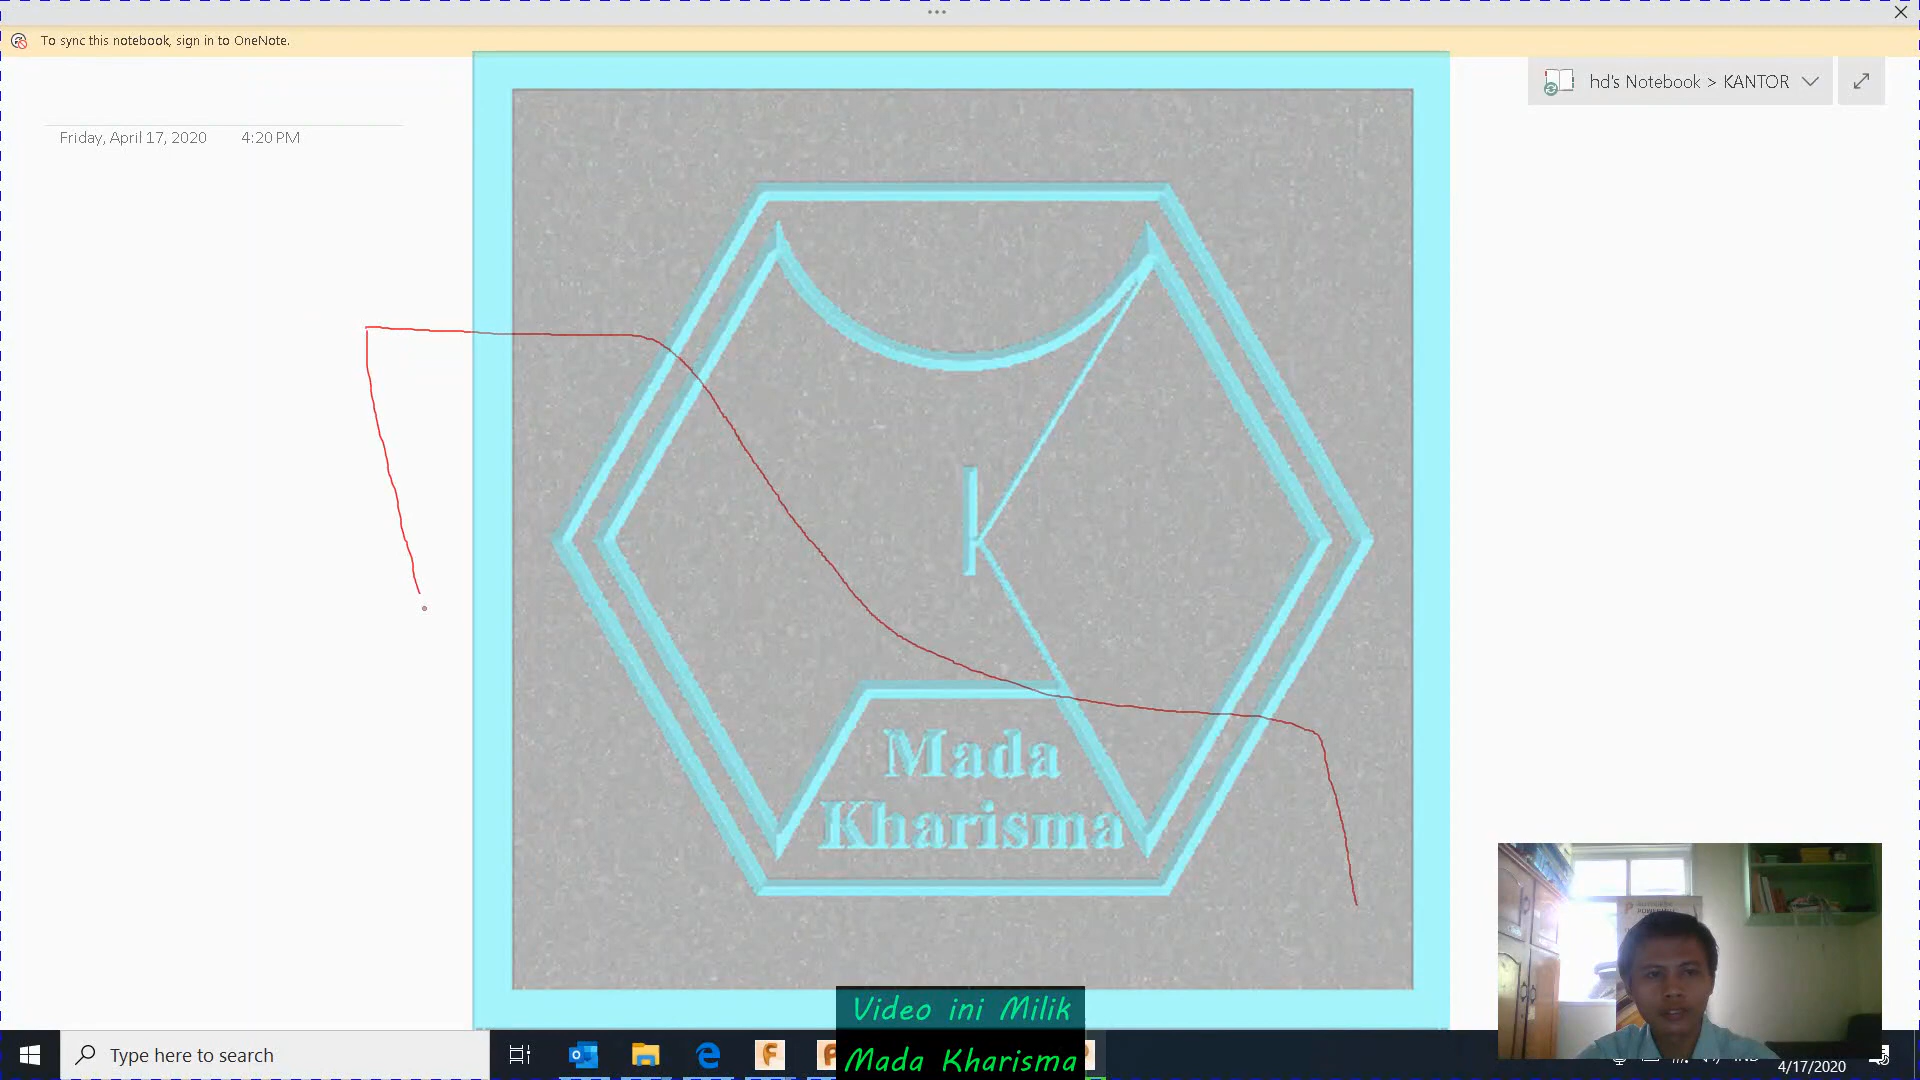 To sync this notebook, sign in to OneNote.
hd's Notebook > KANTOR
Friday, April 17, 2020 4:20 PM
k
Mada
Kharisma
Video ini Milik
Mada Kharisma
Type here to search
4/17/2020